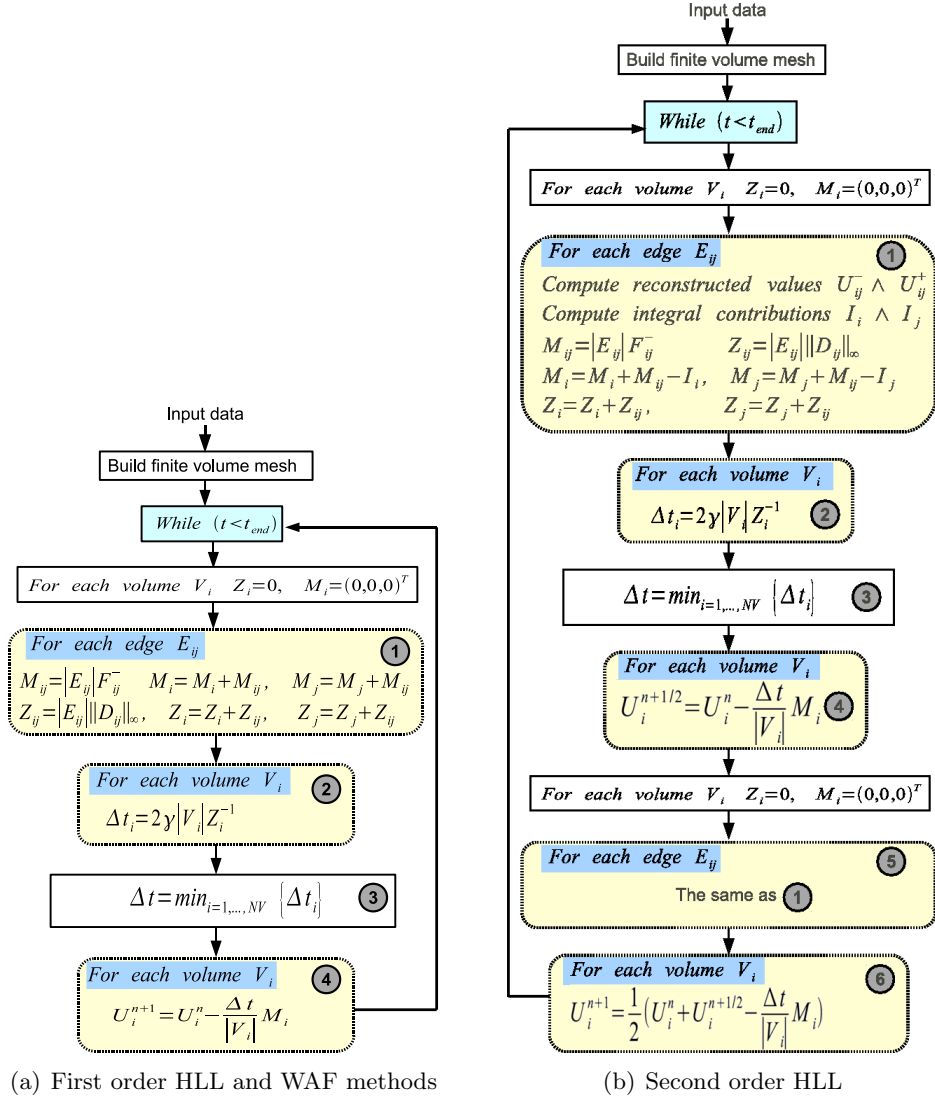 Input data
Build finite volume mesh
While (t<t_end)
For each volume V_i Z_i=0, M_i=(0,0,0)^T
For each edge E_ij
1
M_ij=|E_ij|F_ij^- M_i=M_i+M_ij, M_j=M_j+M_ij
Z_ij=|E_ij|‖D_ij‖_∞, Z_i=Z_i+Z_ij, Z_j=Z_j+Z_ij
For each volume V_i
2
Δt_i=2γ|V_i|Z_i^-1
Δt=min_i=1,...,NV {Δt_i}
3
For each volume V_i
4
U_i^n+1=U_i^n-Δt/|V_i| M_i
(a) First order HLL and WAF methods
Input data
Build finite volume mesh
While (t<t_end)
For each volume V_i Z_i=0, M_i=(0,0,0)^T
For each edge E_ij
1
Compute reconstructed values U_ij^- ∧ U_ij^+
Compute integral contributions I_i ∧ I_j
M_ij=|E_ij|F_ij^- Z_ij=|E_ij|‖D_ij‖_∞
M_i=M_i+M_ij-I_i, M_j=M_j+M_ij-I_j
Z_i=Z_i+Z_ij, Z_j=Z_j+Z_ij
For each volume V_i
Δt_i=2γ|V_i|Z_i^-1
2
Δt=min_i=1,...,NV {Δt_i}
3
For each volume V_i
U_i^n+1/2=U_i^n-Δt/|V_i| M_i
4
For each volume V_i Z_i=0, M_i=(0,0,0)^T
For each edge E_ij
5
The same as 1
For each volume V_i
6
U_i^n+1=1/2(U_i^n+U_i^n+1/2-Δt/|V_i| M_i)
(b) Second order HLL